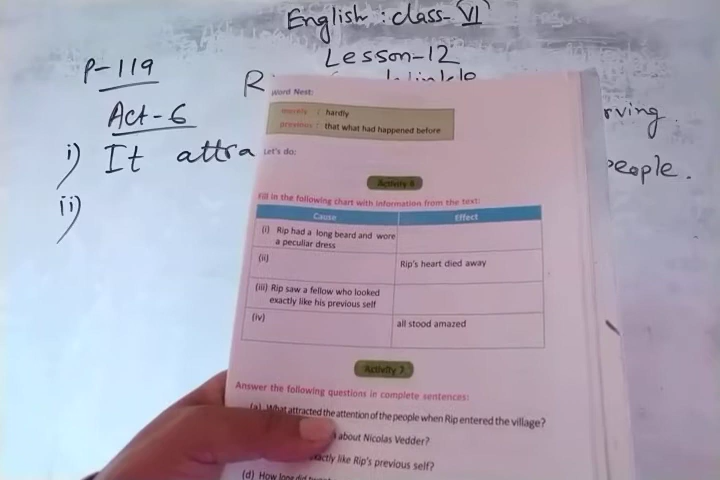 English : class - VI
P-119
Lesson-12
Act-6
rving.
i) It attra
people.
ii)
Word Nest:
merely : hardly
previous : that what had happened before
Let's do:
Activity 6
Fill in the following chart with information from the text:
Cause Effect
(i) Rip had a long beard and wore
a peculiar dress
(ii) Rip's heart died away
(iii) Rip saw a fellow who looked
exactly like his previous self
(iv) all stood amazed
Activity 7
Answer the following questions in complete sentences:
(a) What attracted the attention of the people when Rip entered the village?
about Nicolas Vedder?
exactly like Rip's previous self?
(d) How long did